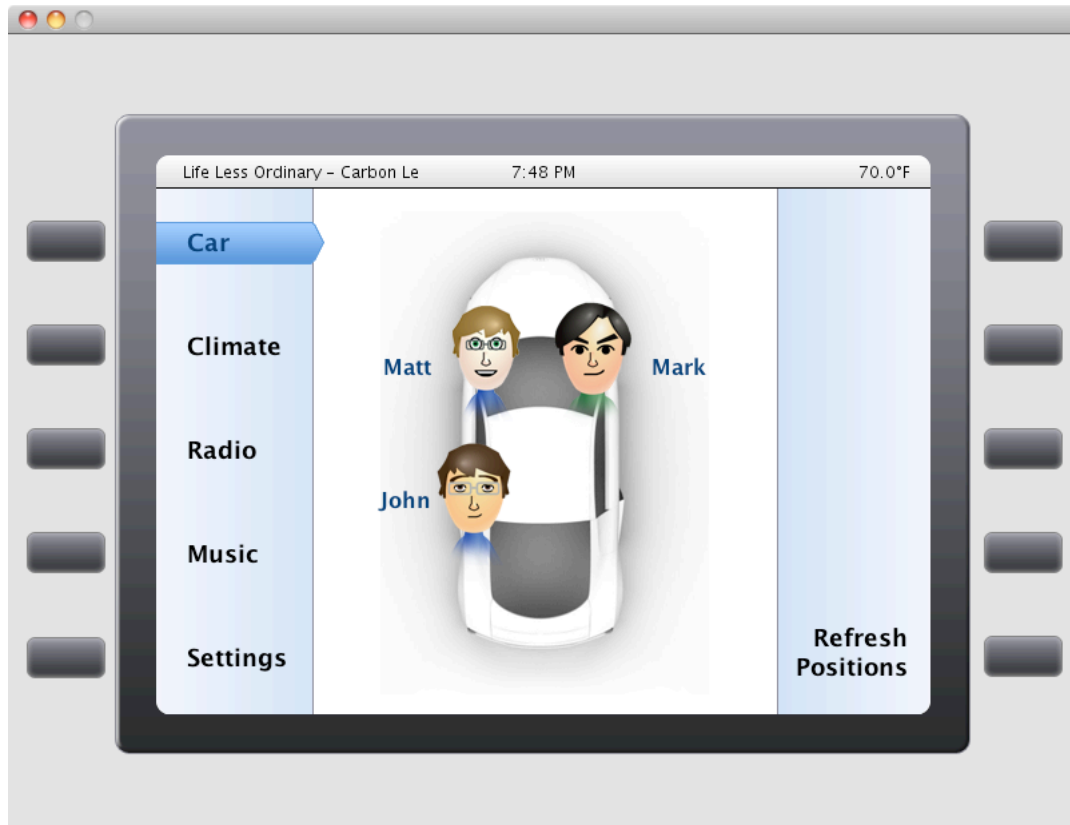 Life Less Ordinary – Carbon Le 7:48 PM 70.0°F
Car
Climate
Radio
Music
Settings
Matt
Mark
John
Refresh
Positions